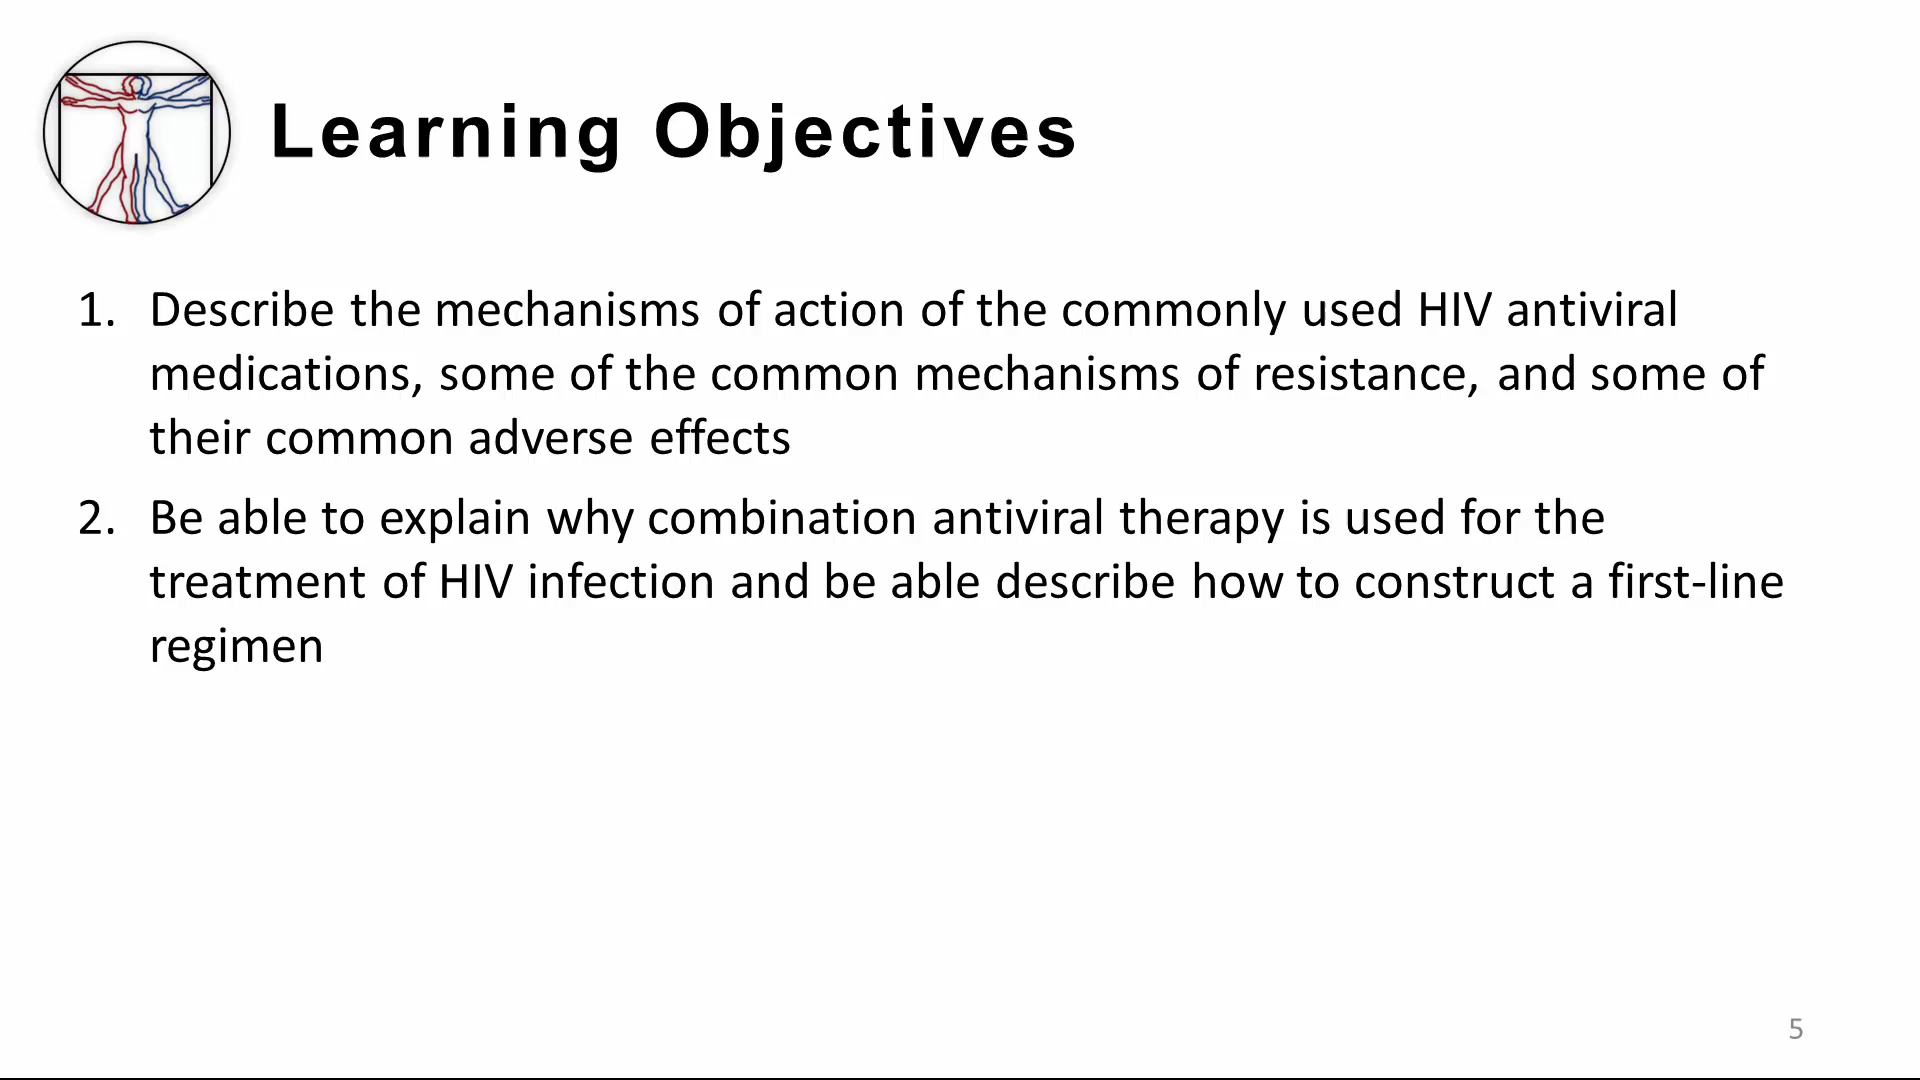 Learning Objectives
1. Describe the mechanisms of action of the commonly used HIV antiviral
medications, some of the common mechanisms of resistance, and some of
their common adverse effects
2. Be able to explain why combination antiviral therapy is used for the
treatment of HIV infection and be able describe how to construct a first-line
regimen
5